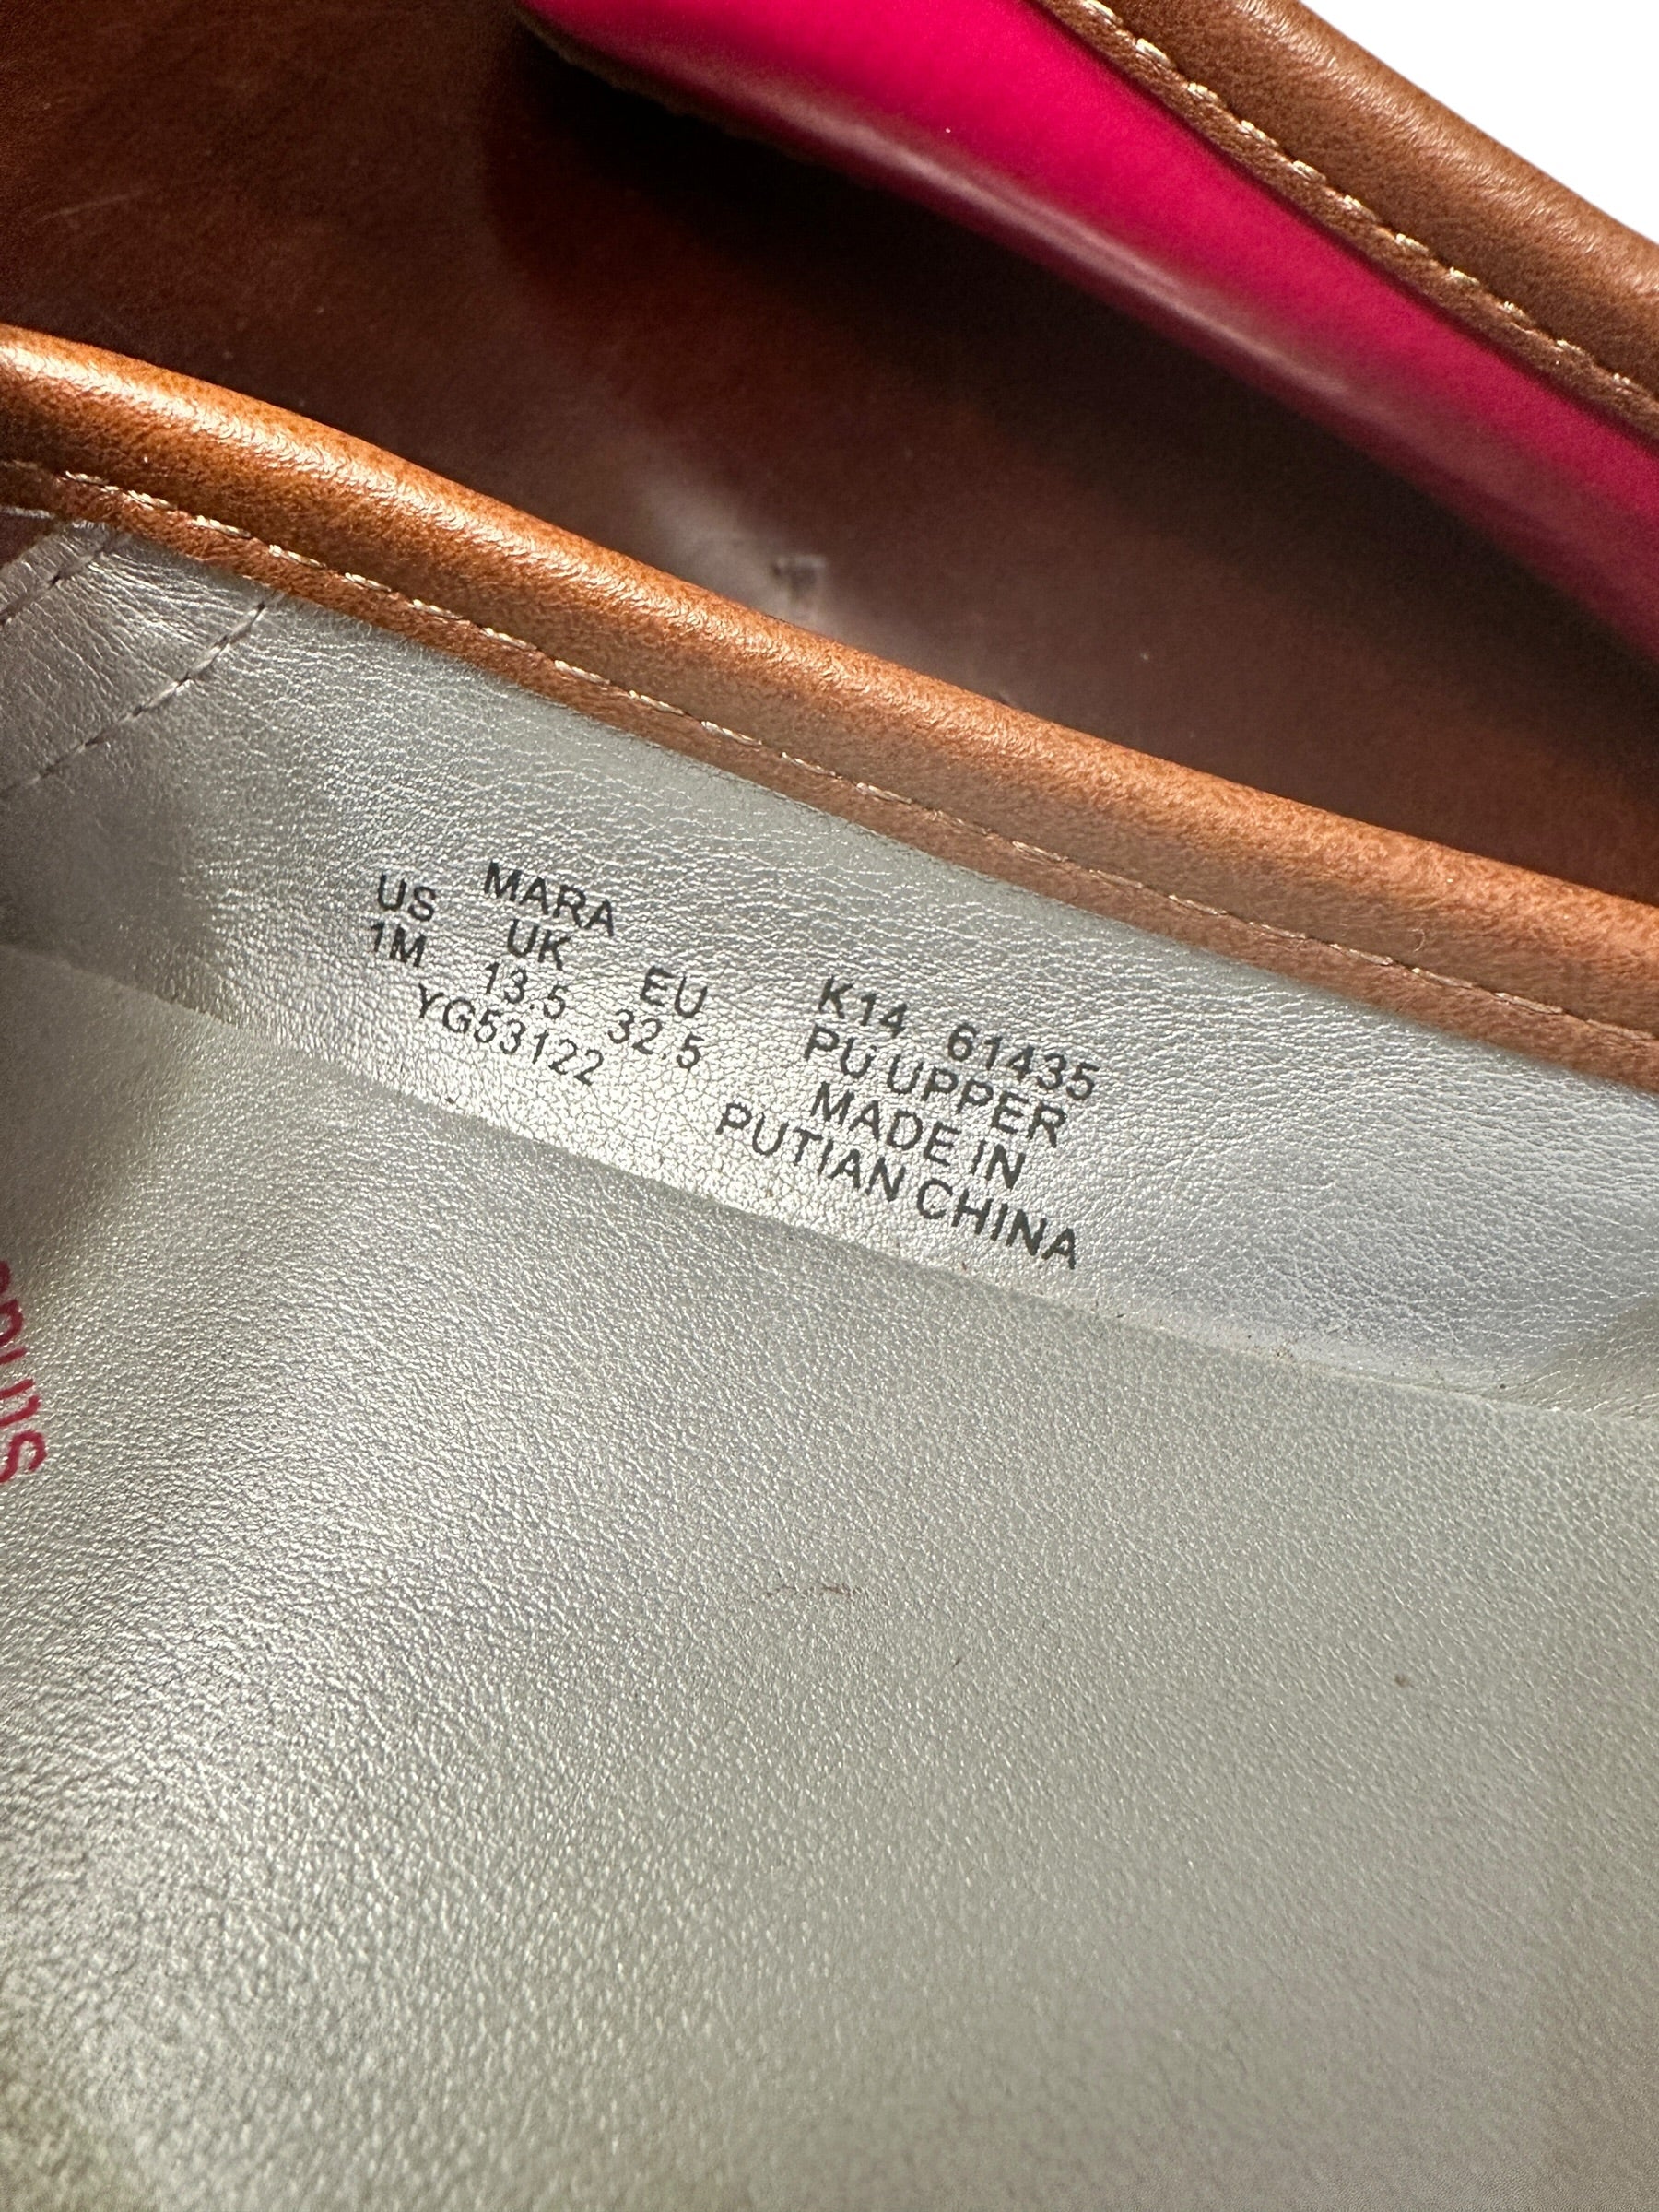 MARA
US UK EU
1M 13.5 32.5
YG53122
K14 61435
PU UPPER
MADE IN
PUTIAN CHINA